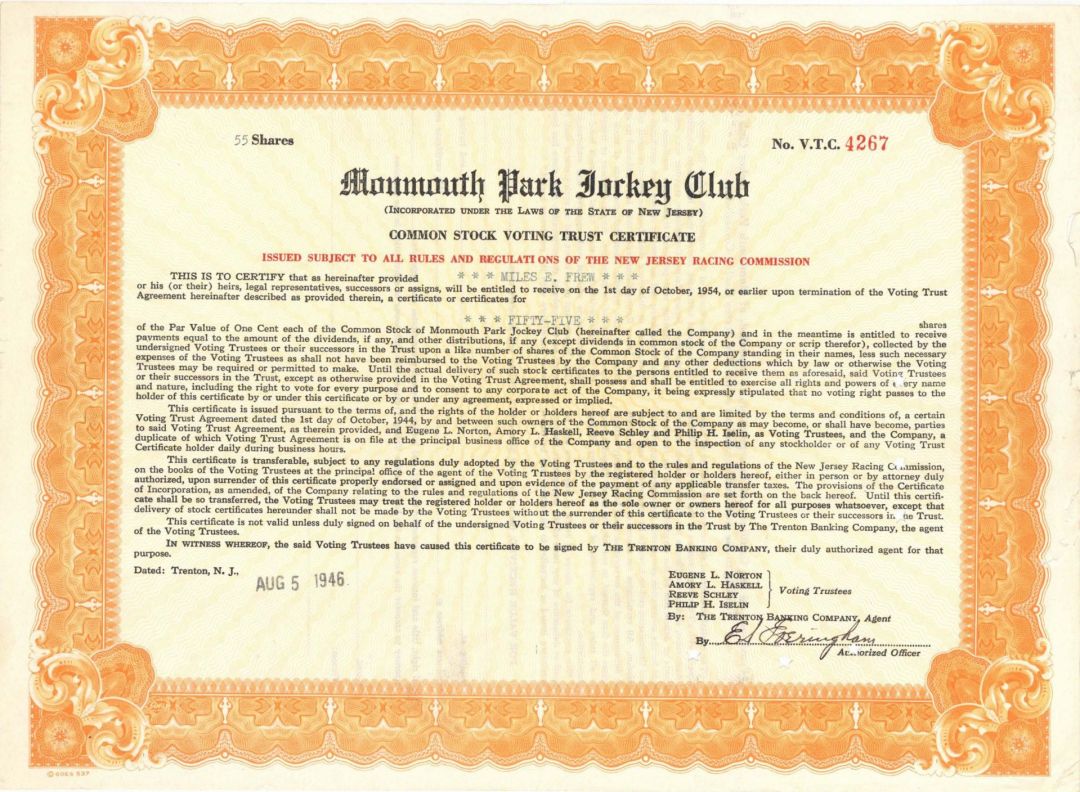 55 Shares No. V.T.C. 4267
Monmouth Park Jockey Club
(INCORPORATED UNDER THE LAWS OF THE STATE OF NEW JERSEY)
COMMON STOCK VOTING TRUST CERTIFICATE
ISSUED SUBJECT TO ALL RULES AND REGULATIONS OF THE NEW JERSEY RACING COMMISSION
THIS IS TO CERTIFY that as hereinafter provided * * * MILES E. FREW * * *
or his (or their) heirs, legal representatives, successors or assigns, will be entitled to receive on the 1st day of October, 1954, or earlier upon termination of the Voting Trust
Agreement hereinafter described as provided therein, a certificate or certificates for
* * * FIFTY-FIVE * * * shares
of the Par Value of One Cent each of the Common Stock of Monmouth Park Jockey Club (hereinafter called the Company) and in the meantime is entitled to receive
payments equal to the amount of the dividends, if any, and other distributions, if any (except dividends in common stock of the Company or scrip therefor), collected by the
undersigned Voting Trustees or their successors in the Trust upon a like number of shares of the Common Stock of the Company standing in their names, less such necessary
expenses of the Voting Trustees as shall not have been reimbursed to the Voting Trustees by the Company and any other deductions which by law or otherwise the Voting
Trustees may be required or permitted to make. Until the actual delivery of such stock certificates to the persons entitled to receive them as aforesaid, said Voting Trustees
or their successors in the Trust, except as otherwise provided in the Voting Trust Agreement, shall possess and shall be entitled to exercise all rights and powers of every name
and nature, including the right to vote for every purpose and to consent to any corporate act of the Company, it being expressly stipulated that no voting right passes to the
holder of this certificate by or under this certificate or by or under any agreement, expressed or implied.
This certificate is issued pursuant to the terms of, and the rights of the holder or holders hereof are subject to and are limited by the terms and conditions of, a certain
Voting Trust Agreement dated the 1st day of October, 1944, by and between such owners of the Common Stock of the Company as may become, or shall have become, parties
to said Voting Trust Agreement, as therein provided, and Eugene L. Norton, Amory L. Haskell, Reeve Schley and Philip H. Iselin, as Voting Trustees, and the Company, a
duplicate of which Voting Trust Agreement is on file at the principal business office of the Company and open to the inspection of any stockholder or of any Voting Trust
Certificate holder daily during business hours.
This certificate is transferable, subject to any regulations duly adopted by the Voting Trustees and to the rules and regulations of the New Jersey Racing Commission,
on the books of the Voting Trustees at the principal office of the agent of the Voting Trustees by the registered holder or holders hereof, either in person or by attorney duly
authorized, upon surrender of this certificate properly endorsed or assigned and upon evidence of the payment of any applicable transfer taxes. The provisions of the Certificate
of Incorporation, as amended, of the Company relating to the rules and regulations of the New Jersey Racing Commission are set forth on the back hereof. Until this certifi-
cate shall be so transferred, the Voting Trustees may treat the registered holder or holders hereof as the sole owner or owners hereof for all purposes whatsoever, except that
delivery of stock certificates hereunder shall not be made by the Voting Trustees without the surrender of this certificate to the Voting Trustees or their successors in the Trust.
This certificate is not valid unless duly signed on behalf of the undersigned Voting Trustees or their successors in the Trust by The Trenton Banking Company, the agent
of the Voting Trustees.
IN WITNESS WHEREOF, the said Voting Trustees have caused this certificate to be signed by THE TRENTON BANKING COMPANY, their duly authorized agent for that
purpose.
Dated: Trenton, N. J., AUG 5 1946
EUGENE L. NORTON
AMORY L. HASKELL
REEVE SCHLEY
PHILIP H. ISELIN
Voting Trustees
By: THE TRENTON BANKING COMPANY, Agent
By
Authorized Officer
© GOES 537